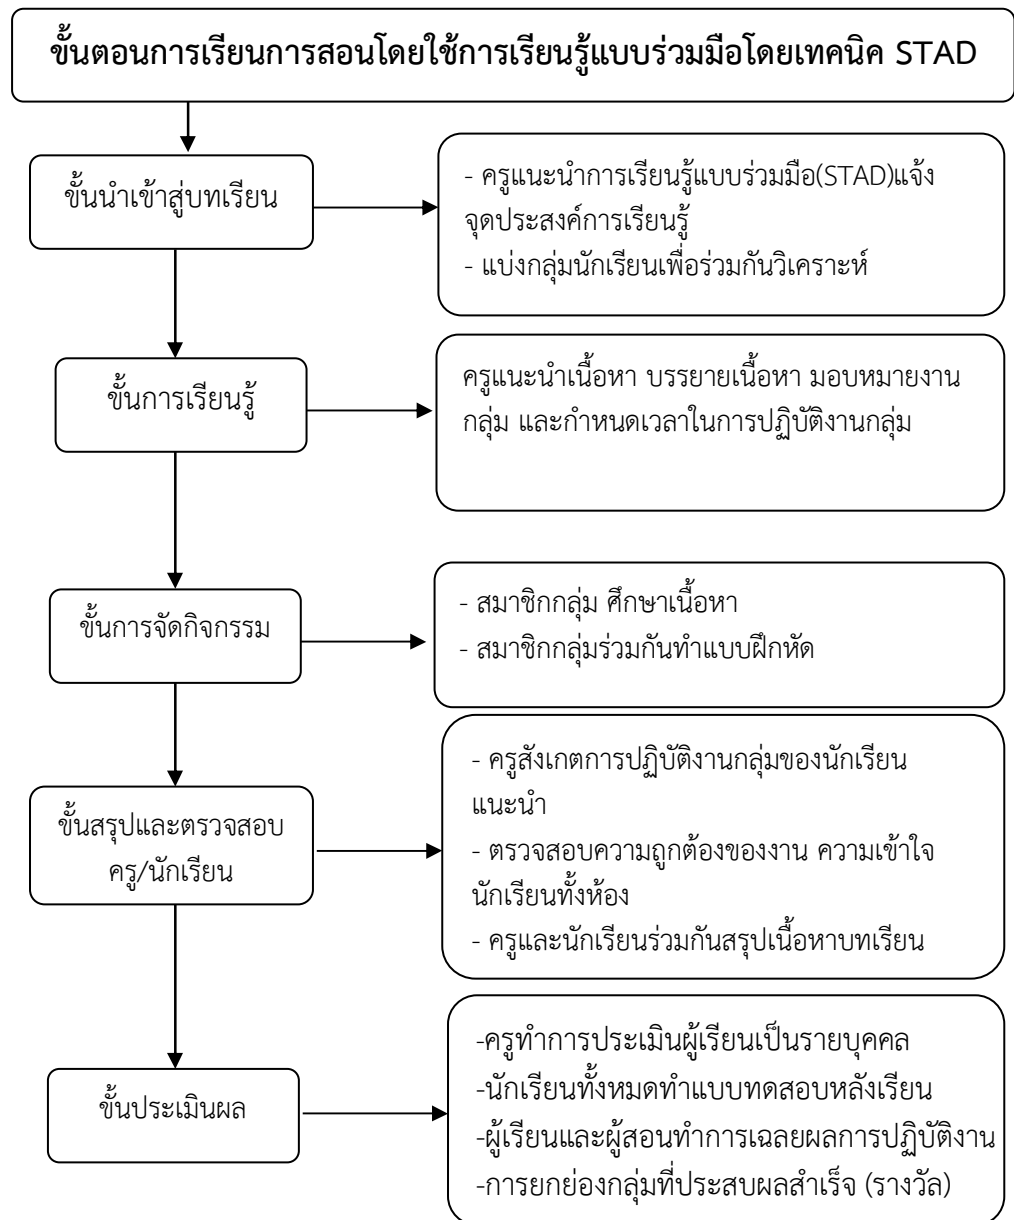 ขั้นตอนการเรียนการสอนโดยใช้การเรียนรู้แบบร่วมมือโดยเทคนิค STAD
ขั้นนำเข้าสู่บทเรียน
- ครูแนะนำการเรียนรู้แบบร่วมมือ(STAD)แจ้ง
จุดประสงค์การเรียนรู้
- แบ่งกลุ่มนักเรียนเพื่อร่วมกันวิเคราะห์
ขั้นการเรียนรู้
ครูแนะนำเนื้อหา บรรยายเนื้อหา มอบหมายงาน
กลุ่ม และกำหนดเวลาในการปฏิบัติงานกลุ่ม
ขั้นการจัดกิจกรรม
- สมาชิกกลุ่ม ศึกษาเนื้อหา
- สมาชิกกลุ่มร่วมกันทำแบบฝึกหัด
ขั้นสรุปและตรวจสอบ
ครู/นักเรียน
- ครูสังเกตการปฏิบัติงานกลุ่มของนักเรียน
แนะนำ
- ตรวจสอบความถูกต้องของงาน ความเข้าใจ
นักเรียนทั้งห้อง
- ครูและนักเรียนร่วมกันสรุปเนื้อหาบทเรียน
ขั้นประเมินผล
-ครูทำการประเมินผู้เรียนเป็นรายบุคคล
-นักเรียนทั้งหมดทำแบบทดสอบหลังเรียน
-ผู้เรียนและผู้สอนทำการเฉลยผลการปฏิบัติงาน
-การยกย่องกลุ่มที่ประสบผลสำเร็จ (รางวัล)